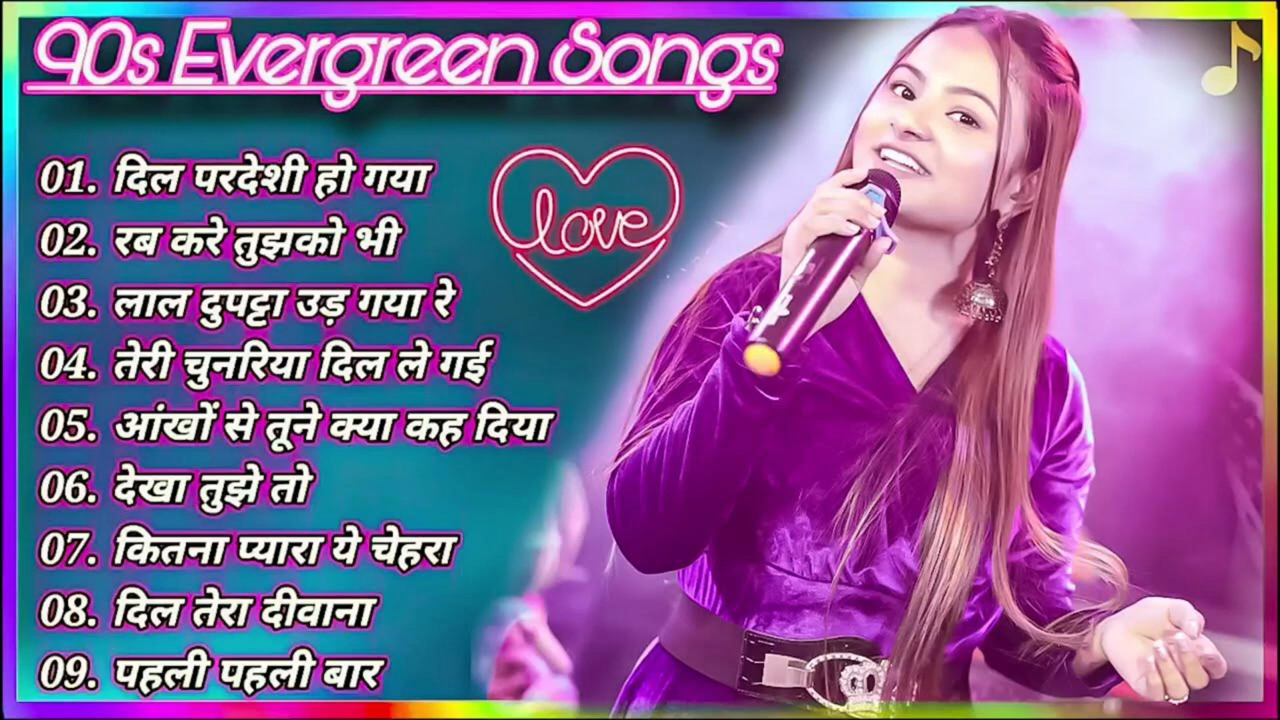 90s Evergreen Songs
01. दिल परदेशी हो गया
02. रब करे तुझको भी
03. लाल दुपट्टा उड़ गया रे
04. तेरी चुनरिया दिल ले गई
05. आंखों से तूने क्या कह दिया
06. देखा तुझे तो
07. कितना प्यारा ये चेहरा
08. दिल तेरा दीवाना
09. पहली पहली बार
love